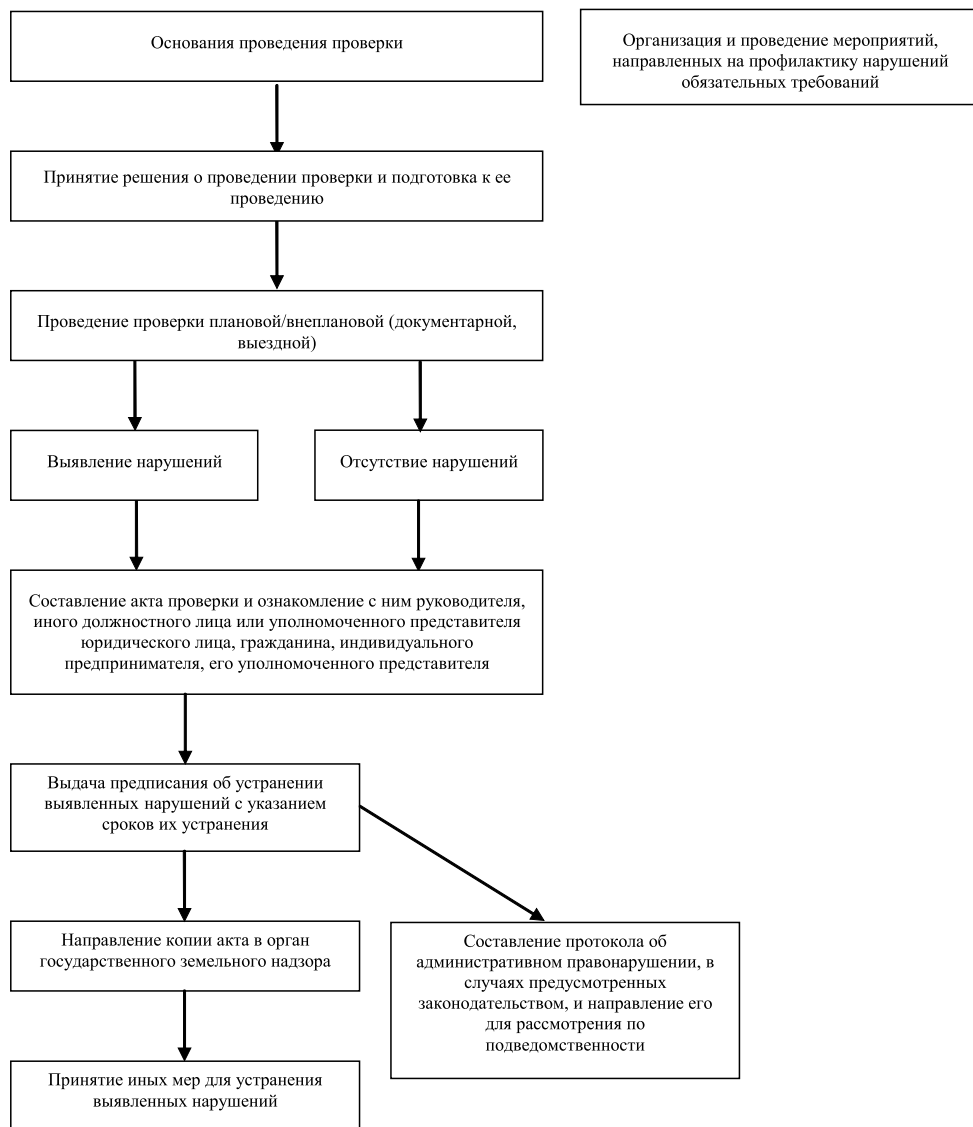 Основания проведения проверки
Организация и проведение мероприятий,
направленных на профилактику нарушений
обязательных требований
Принятие решения о проведении проверки и подготовка к ее
проведению
Проведение проверки плановой/внеплановой (документарной,
выездной)
Выявление нарушений
Отсутствие нарушений
Составление акта проверки и ознакомление с ним руководителя,
иного должностного лица или уполномоченного представителя
юридического лица, гражданина, индивидуального
предпринимателя, его уполномоченного представителя
Выдача предписания об устранении
выявленных нарушений с указанием
сроков их устранения
Направление копии акта в орган
государственного земельного надзора
Составление протокола об
административном правонарушении, в
случаях предусмотренных
законодательством, и направление его
для рассмотрения по
подведомственности
Принятие иных мер для устранения
выявленных нарушений